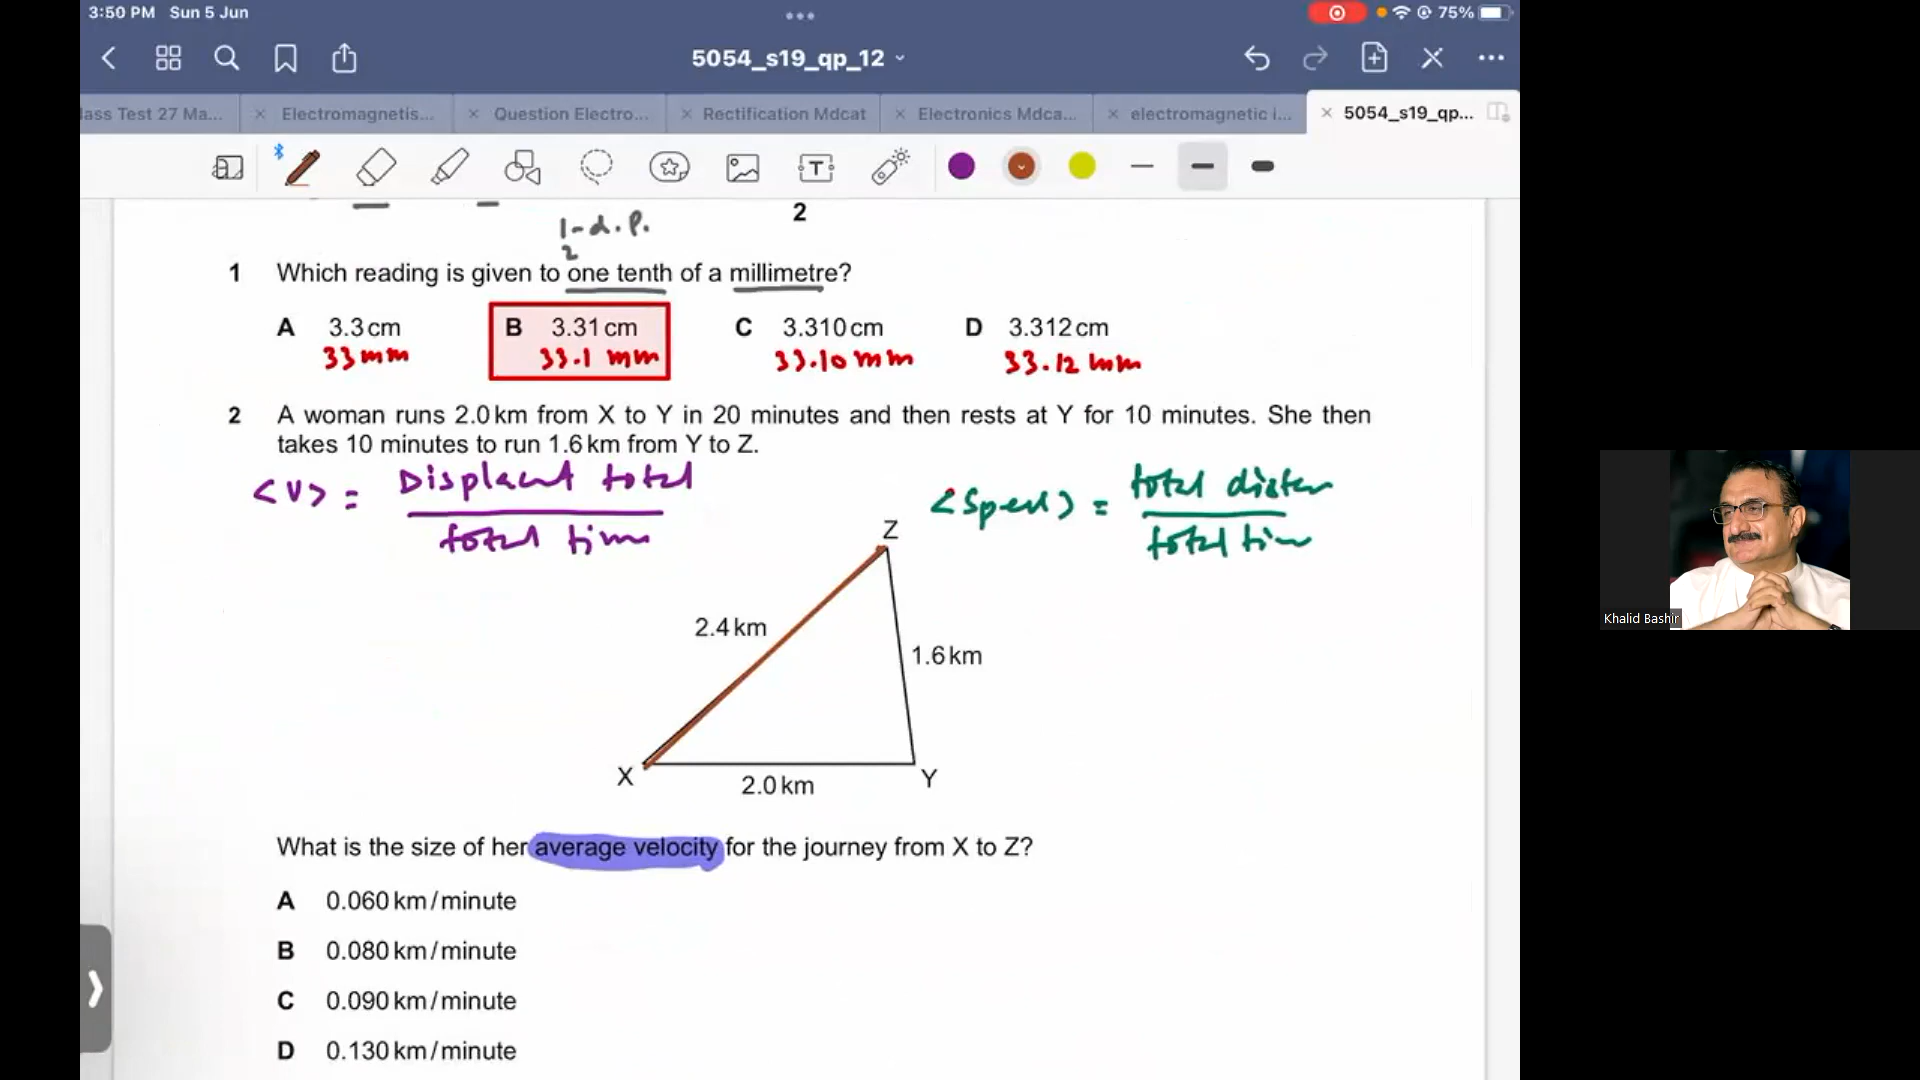 3:50 PM Sun 5 Jun
75%
5054_s19_qp_12
lass Test 27 Ma...
Electromagnetis...
Question Electro...
Rectification Mdcat
Electronics Mdca...
electromagnetic i...
5054_s19_qp...
2
1-d.p.
2
1 Which reading is given to one tenth of a millimetre?
A 3.3 cm B 3.31 cm C 3.310 cm D 3.312 cm
33 mm 33.1 mm 33.10 mm 33.12 mm
2 A woman runs 2.0 km from X to Y in 20 minutes and then rests at Y for 10 minutes. She then
takes 10 minutes to run 1.6 km from Y to Z.
<v> = Displacent total
total time
<Speed> = total disten
total tim
Z
2.4 km
1.6 km
X
2.0 km
Y
What is the size of her average velocity for the journey from X to Z?
A 0.060 km/minute
B 0.080 km/minute
C 0.090 km/minute
D 0.130 km/minute
Khalid Bashir